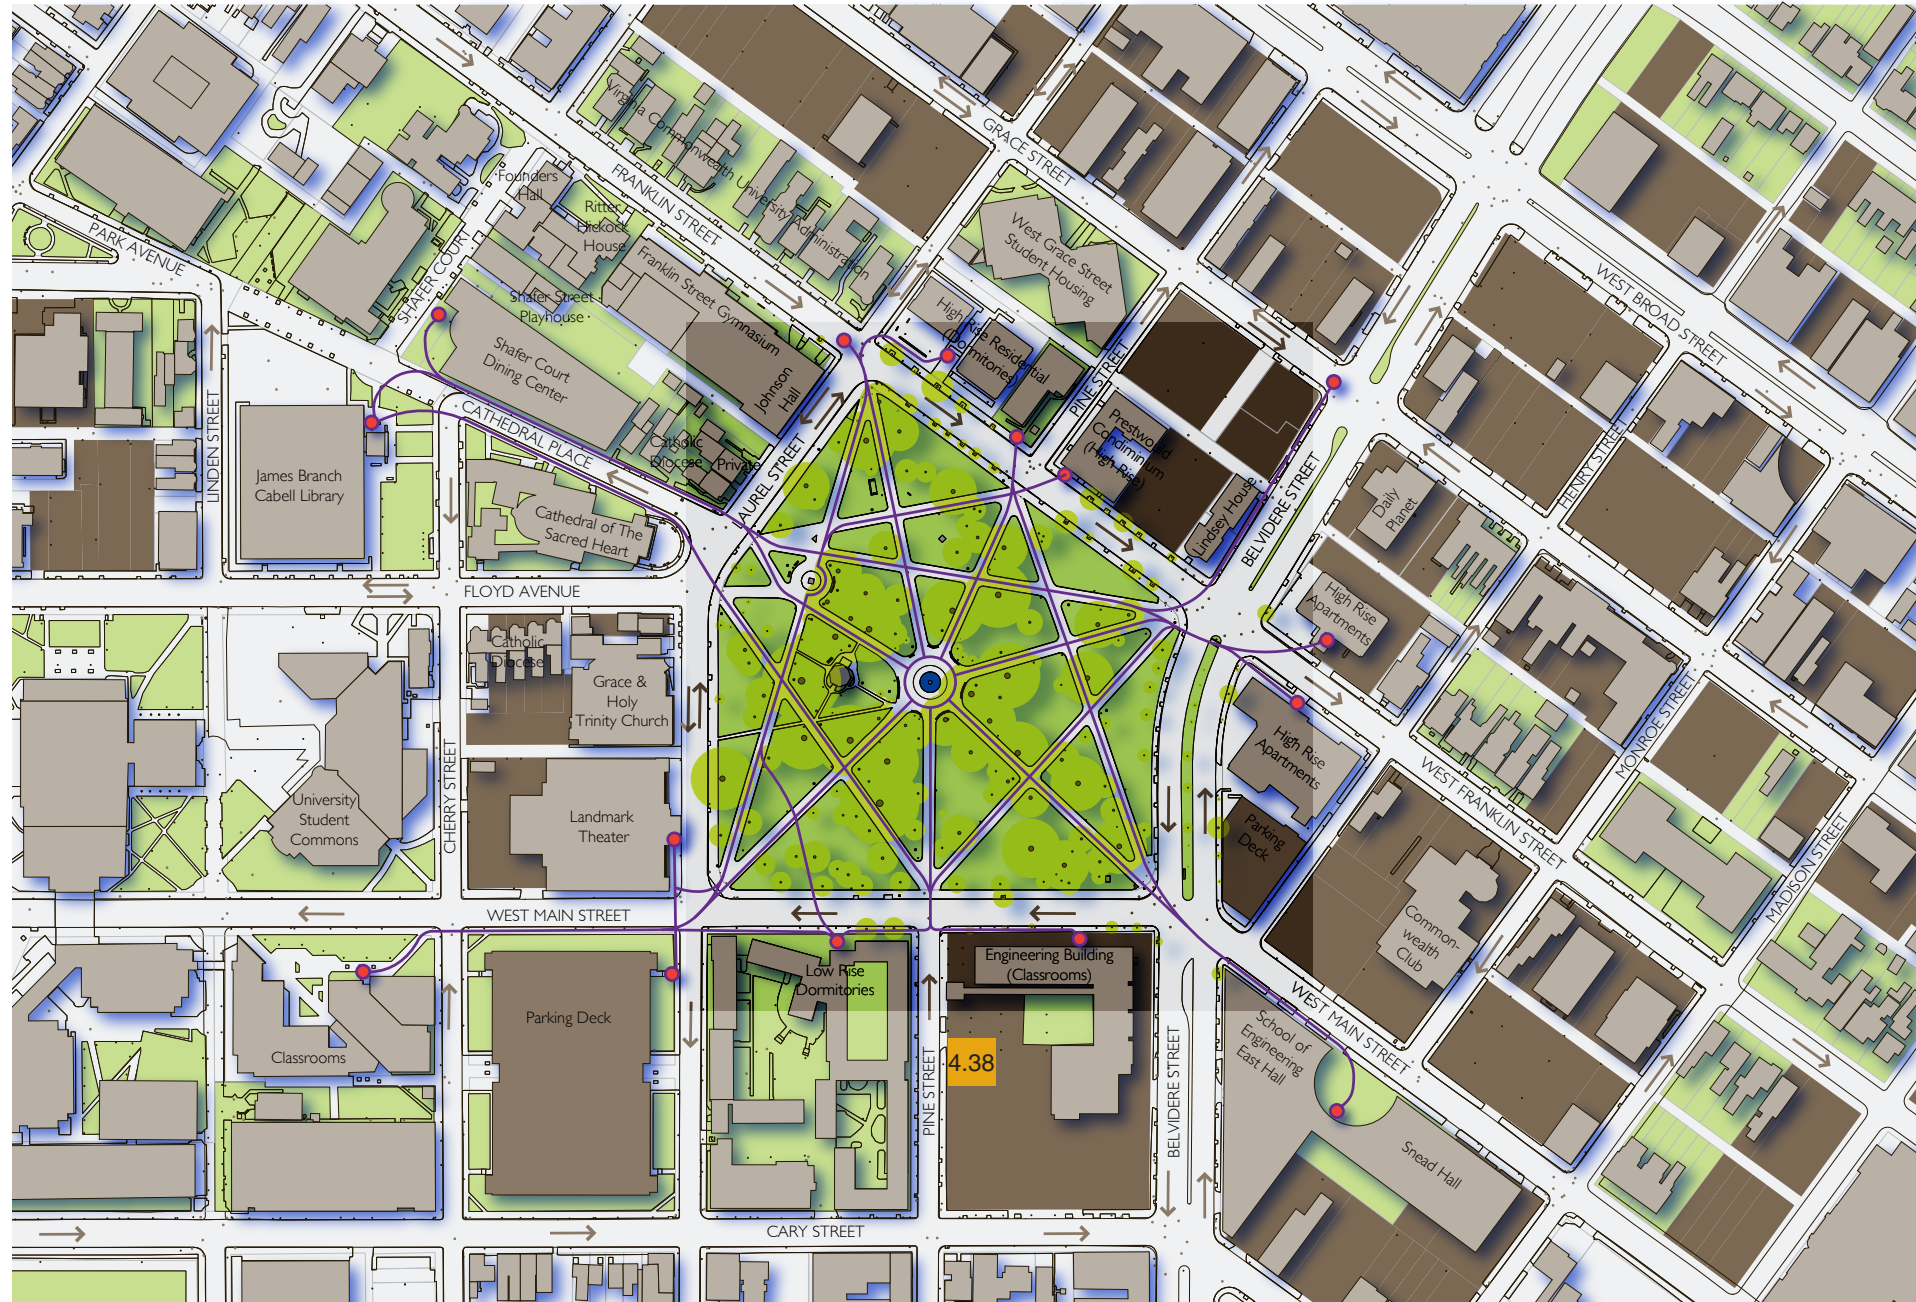 GRACE STREET
FRANKLIN STREET
Virginia Commonwealth University Administration
Founders
Hall
Ritter
Hickock
House
PARK AVENUE
SHAFER COURT
Shafer Street
Playhouse
Franklin Street Gymnasium
West Grace Street
Student Housing
WEST BROAD STREET
High Rise Residential
(Dormitories)
Shafer Court
Dining Center
Johnson
Hall
PINE STREET
Prestwould
Condiminium
(High Rise)
LINDEN STREET
CATHEDRAL PLACE
Catholic
Diocese
Private
LAUREL STREET
James Branch
Cabell Library
Cathedral of The
Sacred Heart
Lindsey House
BELVIDERE STREET
Daily
Planet
HENRY STREET
FLOYD AVENUE
High Rise
Apartments
Catholic
Diocese
Grace &
Holy
Trinity Church
MONROE STREET
High Rise
Apartments
CHERRY STREET
University
Student
Commons
Landmark
Theater
Parking
Deck
WEST FRANKLIN STREET
MADISON STREET
WEST MAIN STREET
Common-
wealth
Club
Engineering Building
(Classrooms)
Low Rise
Dormitories
Parking Deck
WEST MAIN STREET
School of
Engineering
East Hall
Classrooms
4.38
PINE STREET
BELVIDERE STREET
Snead Hall
CARY STREET